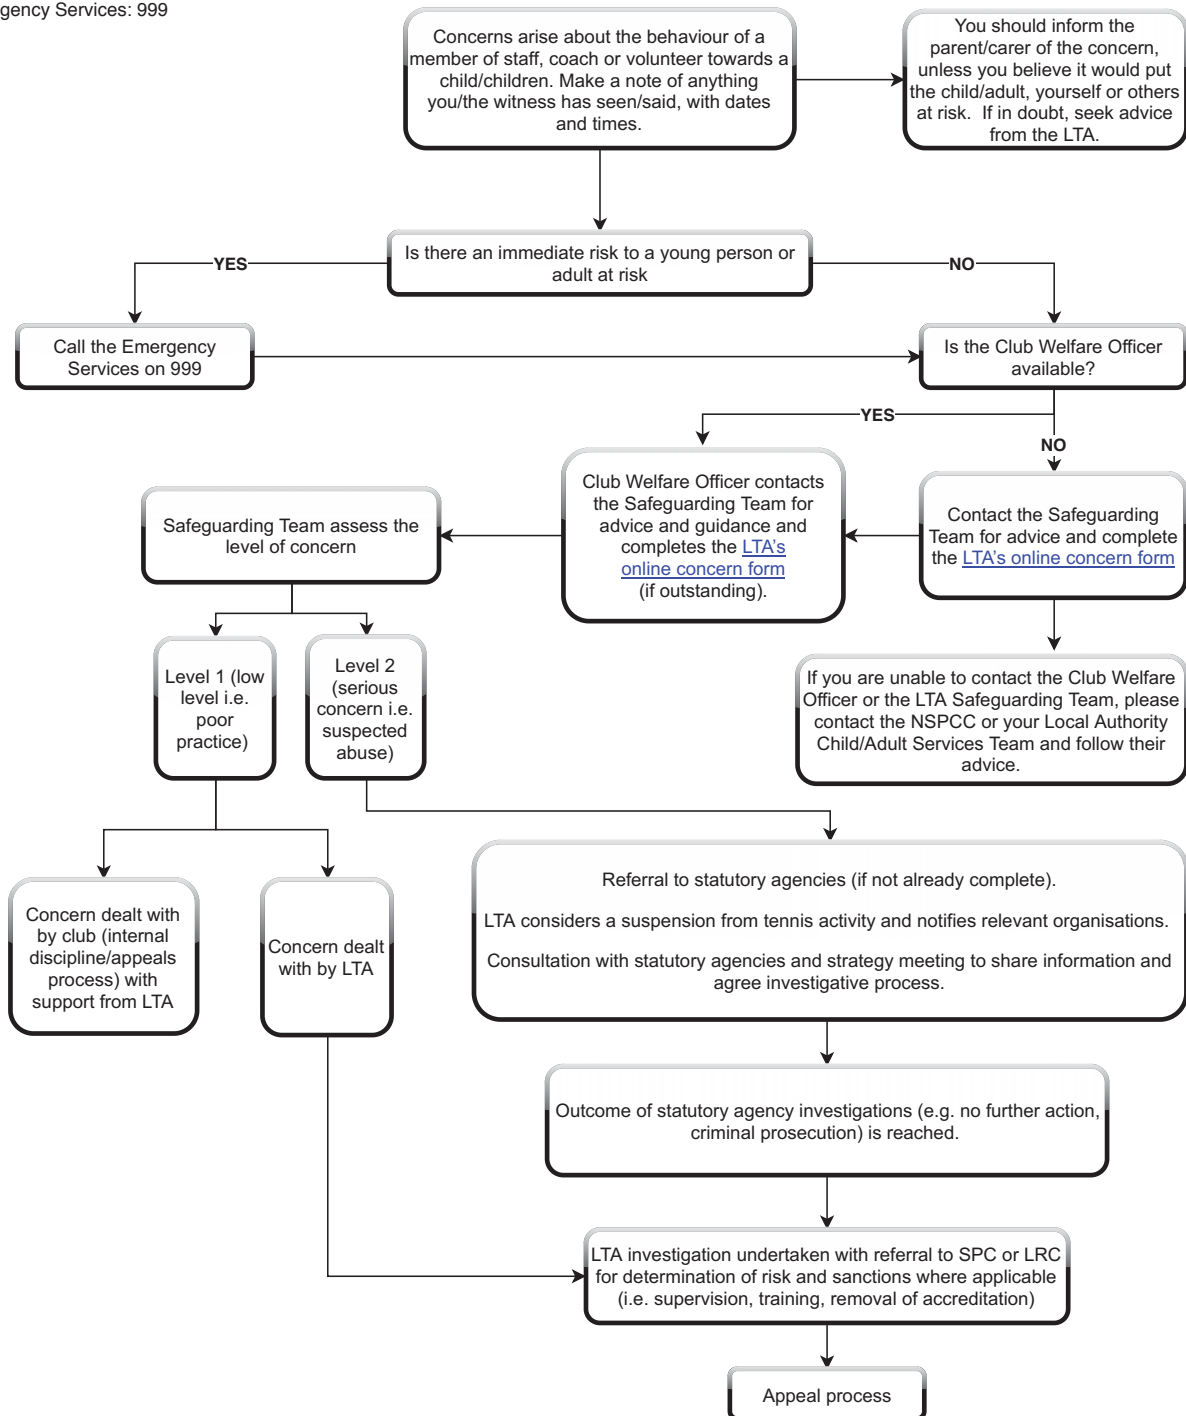 gency Services: 999
Concerns arise about the behaviour of a
member of staff, coach or volunteer towards a
child/children. Make a note of anything
you/the witness has seen/said, with dates
and times.
You should inform the
parent/carer of the concern,
unless you believe it would put
the child/adult, yourself or others
at risk. If in doubt, seek advice
from the LTA.
Is there an immediate risk to a young person or
adult at risk
YES
NO
Call the Emergency
Services on 999
Is the Club Welfare Officer
available?
YES
NO
Club Welfare Officer contacts
the Safeguarding Team for
advice and guidance and
completes the LTA's
online concern form
(if outstanding).
Contact the Safeguarding
Team for advice and complete
the LTA's online concern form
Safeguarding Team assess the
level of concern
Level 1 (low
level i.e.
poor
practice)
Level 2
(serious
concern i.e.
suspected
abuse)
If you are unable to contact the Club Welfare
Officer or the LTA Safeguarding Team, please
contact the NSPCC or your Local Authority
Child/Adult Services Team and follow their
advice.
Concern dealt with
by club (internal
discipline/appeals
process) with
support from LTA
Concern dealt
with by LTA
Referral to statutory agencies (if not already complete).
LTA considers a suspension from tennis activity and notifies relevant organisations.
Consultation with statutory agencies and strategy meeting to share information and
agree investigative process.
Outcome of statutory agency investigations (e.g. no further action,
criminal prosecution) is reached.
LTA investigation undertaken with referral to SPC or LRC
for determination of risk and sanctions where applicable
(i.e. supervision, training, removal of accreditation)
Appeal process